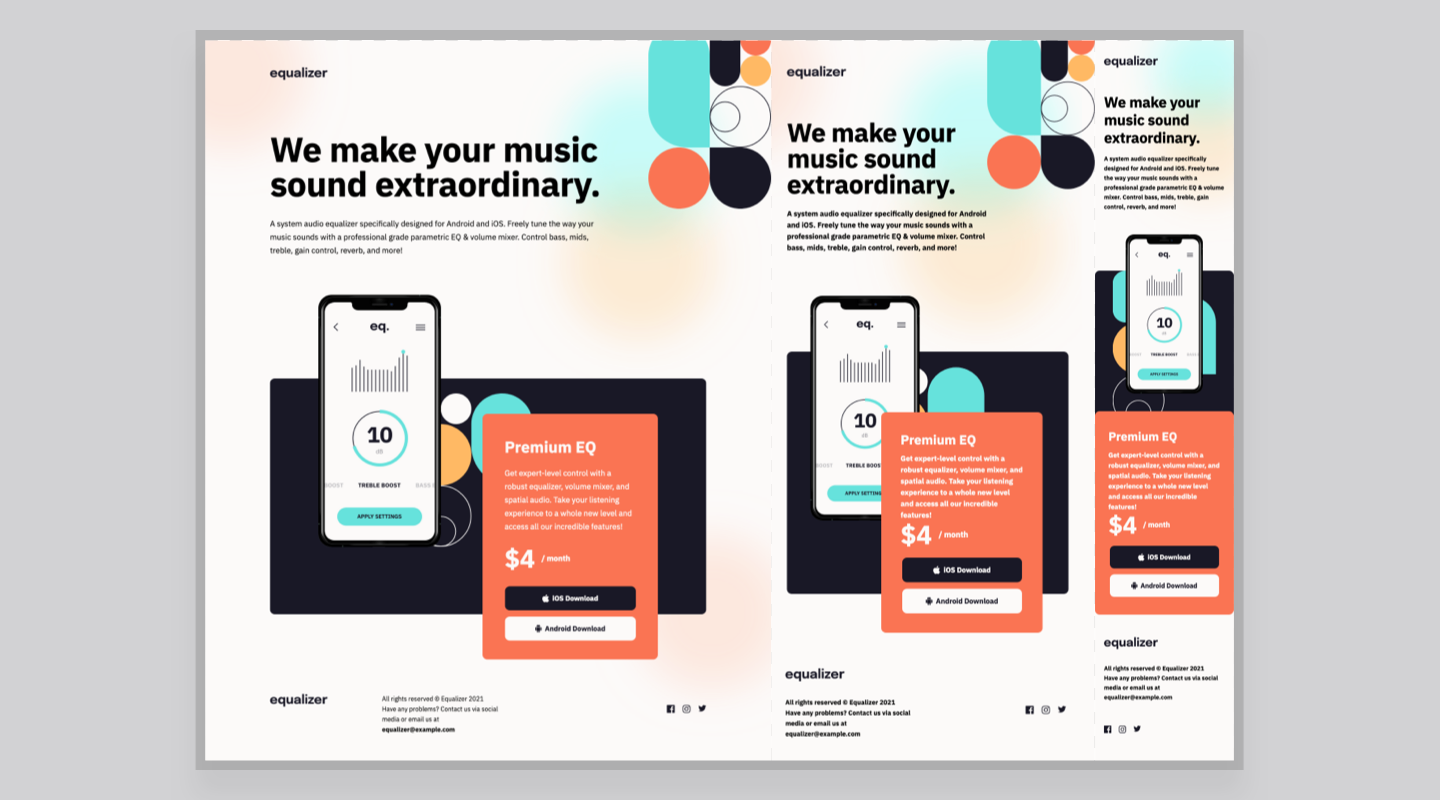 equalizer
We make your music
sound extraordinary.
A system audio equalizer specifically designed for Android and iOS. Freely tune the way your
music sounds with a professional grade parametric EQ & volume mixer. Control bass, mids,
treble, gain control, reverb, and more!
eq.
10
dB
BOOST
TREBLE BOOST
BASS
APPLY SETTINGS
Premium EQ
Get expert-level control with a
robust equalizer, volume mixer, and
spatial audio. Take your listening
experience to a whole new level and
access all our incredible features!
$4 / month
iOS Download
Android Download
equalizer
All rights reserved © Equalizer 2021
Have any problems? Contact us via social
media or email us at
equalizer@example.com
equalizer
We make your
music sound
extraordinary.
A system audio equalizer specifically designed for Android
and iOS. Freely tune the way your music sounds with a
professional grade parametric EQ & volume mixer. Control
bass, mids, treble, gain control, reverb, and more!
eq.
10
dB
BOOST
TREBLE BOOS
APPLY SETTING
Premium EQ
Get expert-level control with a
robust equalizer, volume mixer, and
spatial audio. Take your listening
experience to a whole new level
and access all our incredible
features!
$4 / month
iOS Download
Android Download
equalizer
All rights reserved © Equalizer 2021
Have any problems? Contact us via social
media or email us at
equalizer@example.com
equalizer
We make your
music sound
extraordinary.
A system audio equalizer specifically
designed for Android and iOS. Freely tune
the way your music sounds with a
professional grade parametric EQ & volume
mixer. Control bass, mids, treble, gain
control, reverb, and more!
eq.
10
dB
TREBLE BOOST
APPLY SETTINGS
Premium EQ
Get expert-level control with a
robust equalizer, volume mixer, and
spatial audio. Take your listening
experience to a whole new level
and access all our incredible
features!
$4 / month
iOS Download
Android Download
equalizer
All rights reserved © Equalizer 2021
Have any problems? Contact us via social
media or email us at
equalizer@example.com